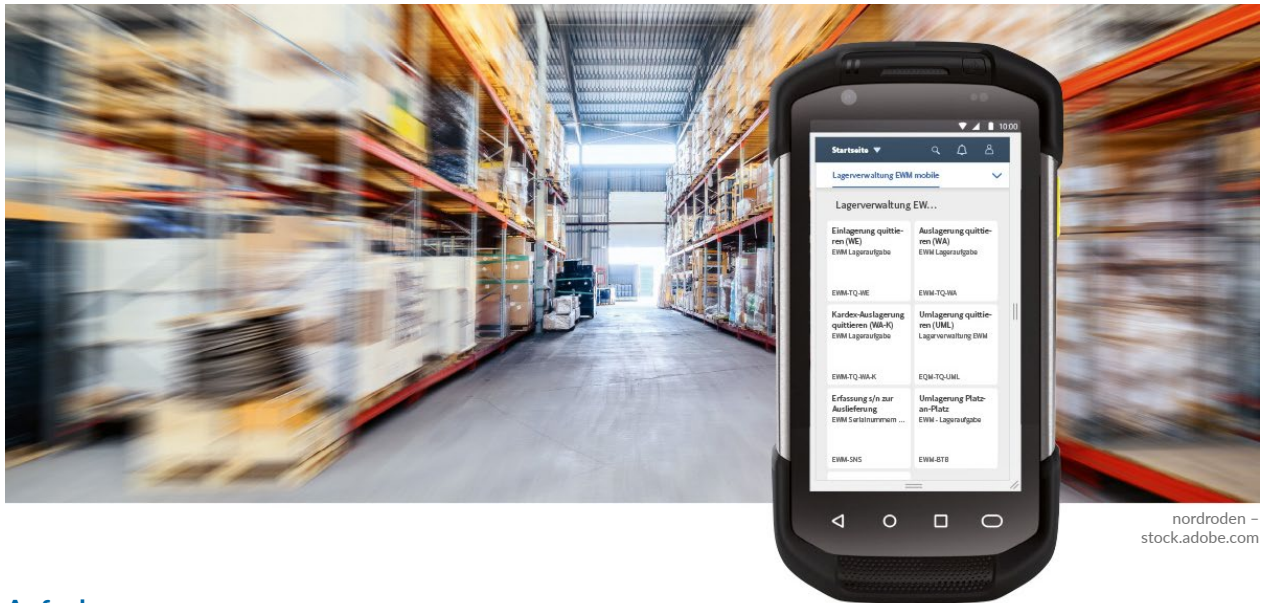 10:00
Startseite
Lagerverwaltung EWM mobile
Lagerverwaltung EW...
Einlagerung quittie-
ren (WE)
EWM Lageraufgabe
EWM-TQ-WE
Auslagerung quittie-
ren (WA)
EWM Lageraufgabe
EWM-TQ-WA
Kardex-Auslagerung
quittieren (WA-K)
EWM Lageraufgabe
EWM-TQ-WA-K
Umlagerung quittie-
ren (UML)
Lagerverwaltung EWM
EQM-TQ-UML
Erfassung s/n zur
Auslieferung
EWM Serialnummern ...
EWM-SNS
Umlagerung Platz-
an-Platz
EWM - Lageraufgabe
EWM-BTB
nordroden –
stock.adobe.com